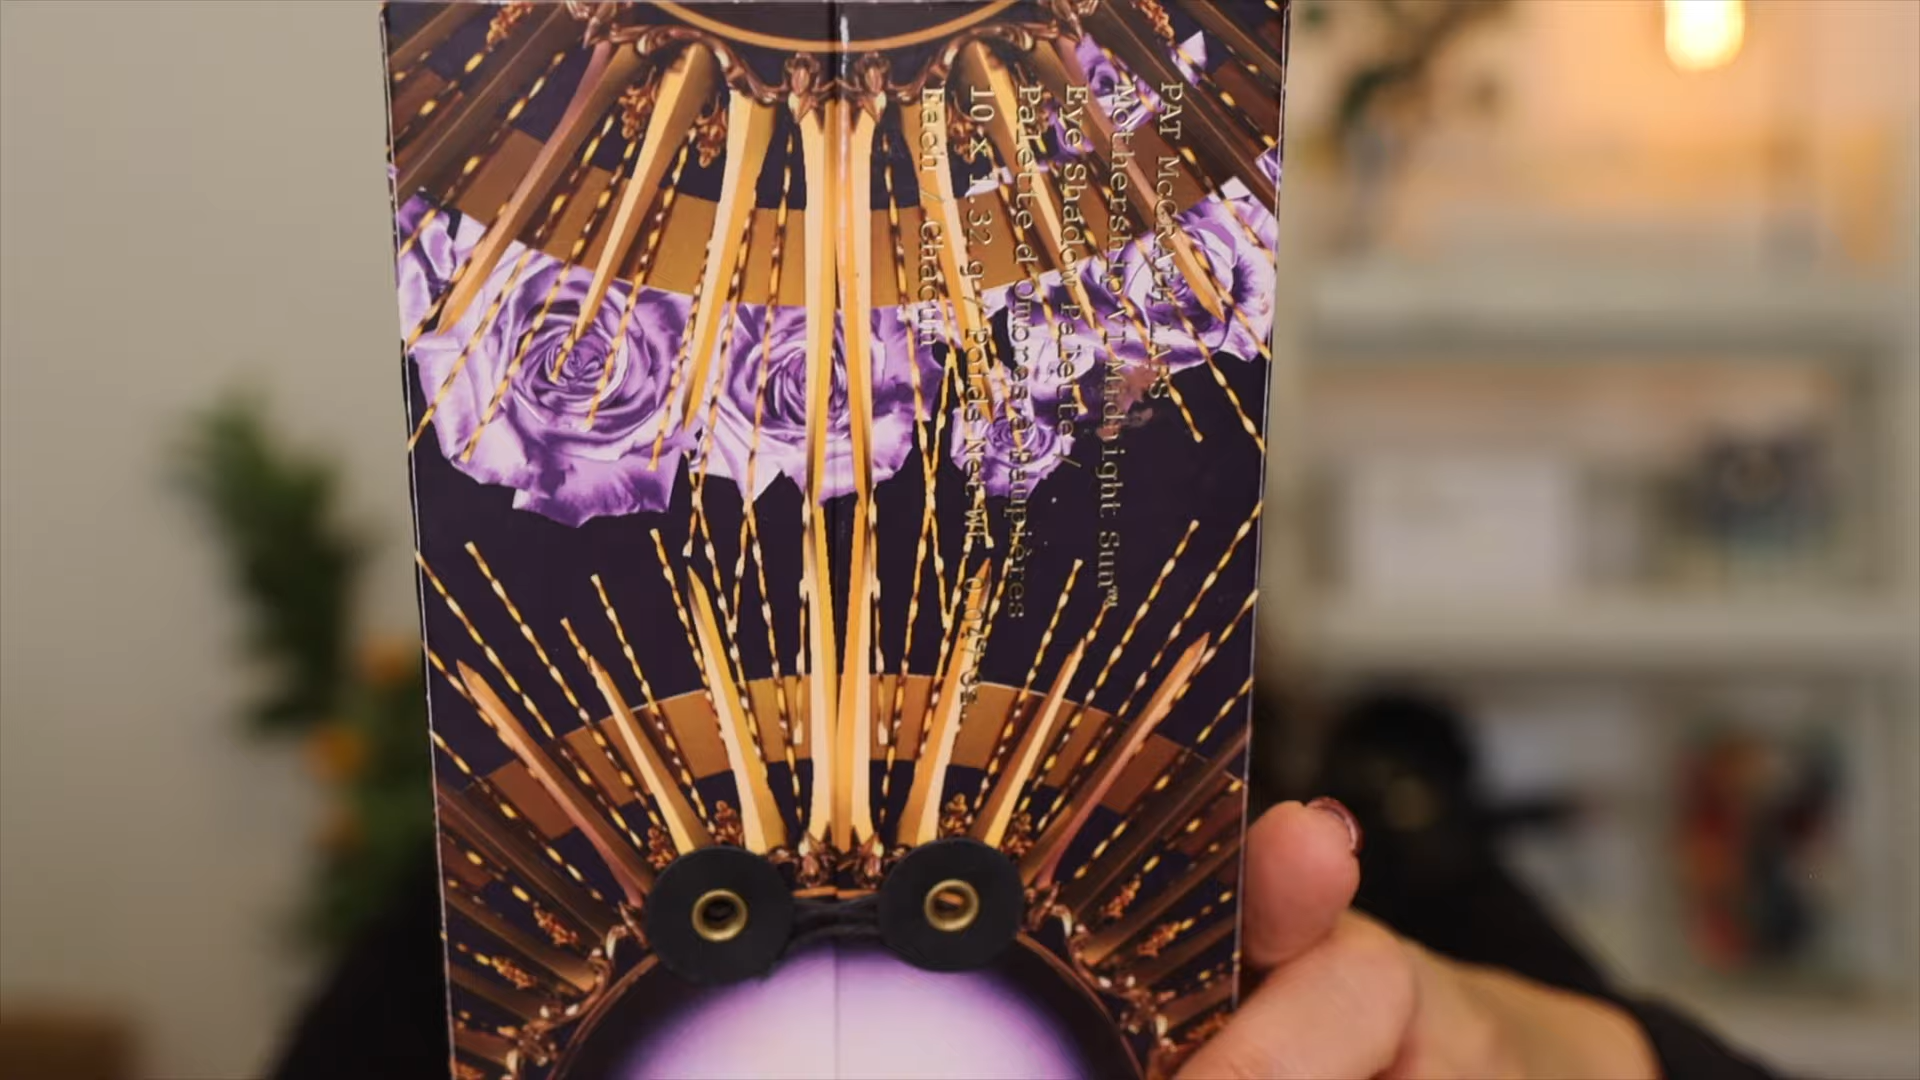 PAT McGRATH LABS
Mothership VII Midnight Sun™
Eye Shadow Palette /
Palette d'Ombres à Paupières
10 x 1.32 g / Poids Net Wt. 0.047 oz.
Each / Chacun